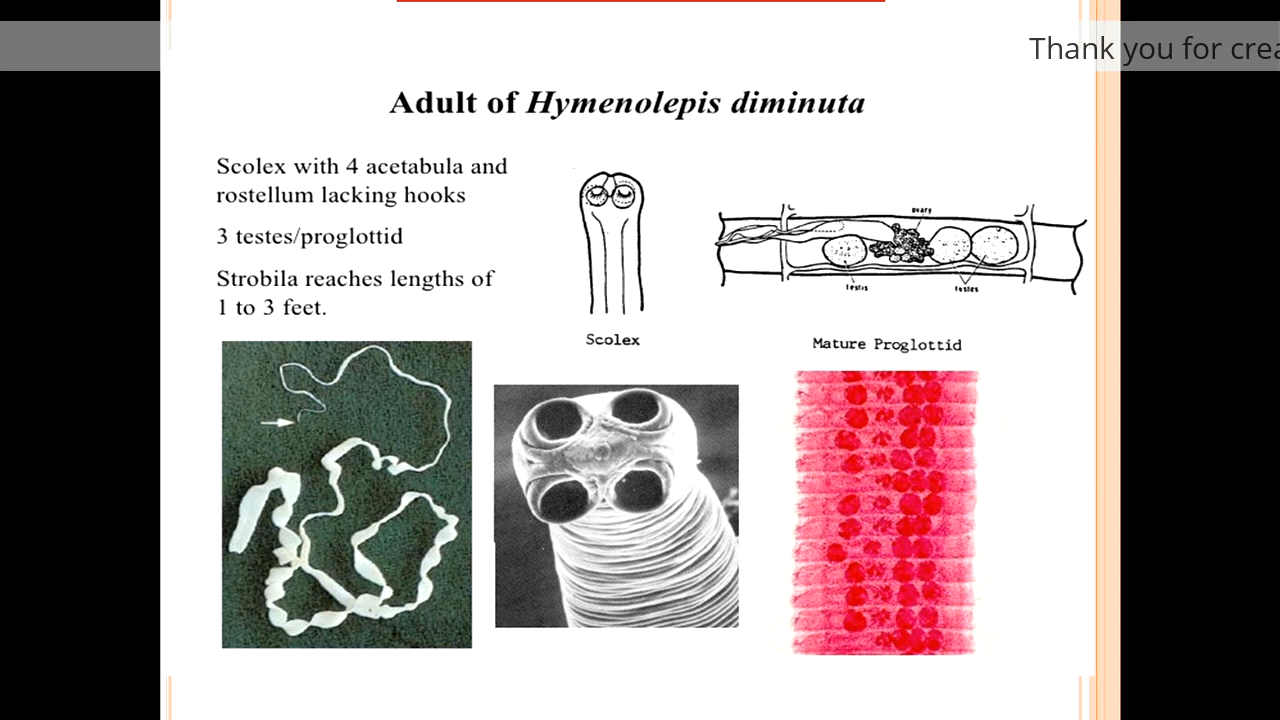 Thank you for crea
Adult of Hymenolepis diminuta
Scolex with 4 acetabula and
rostellum lacking hooks
3 testes/proglottid
Strobila reaches lengths of
1 to 3 feet.
ovary
testis
testes
Scolex
Mature Proglottid